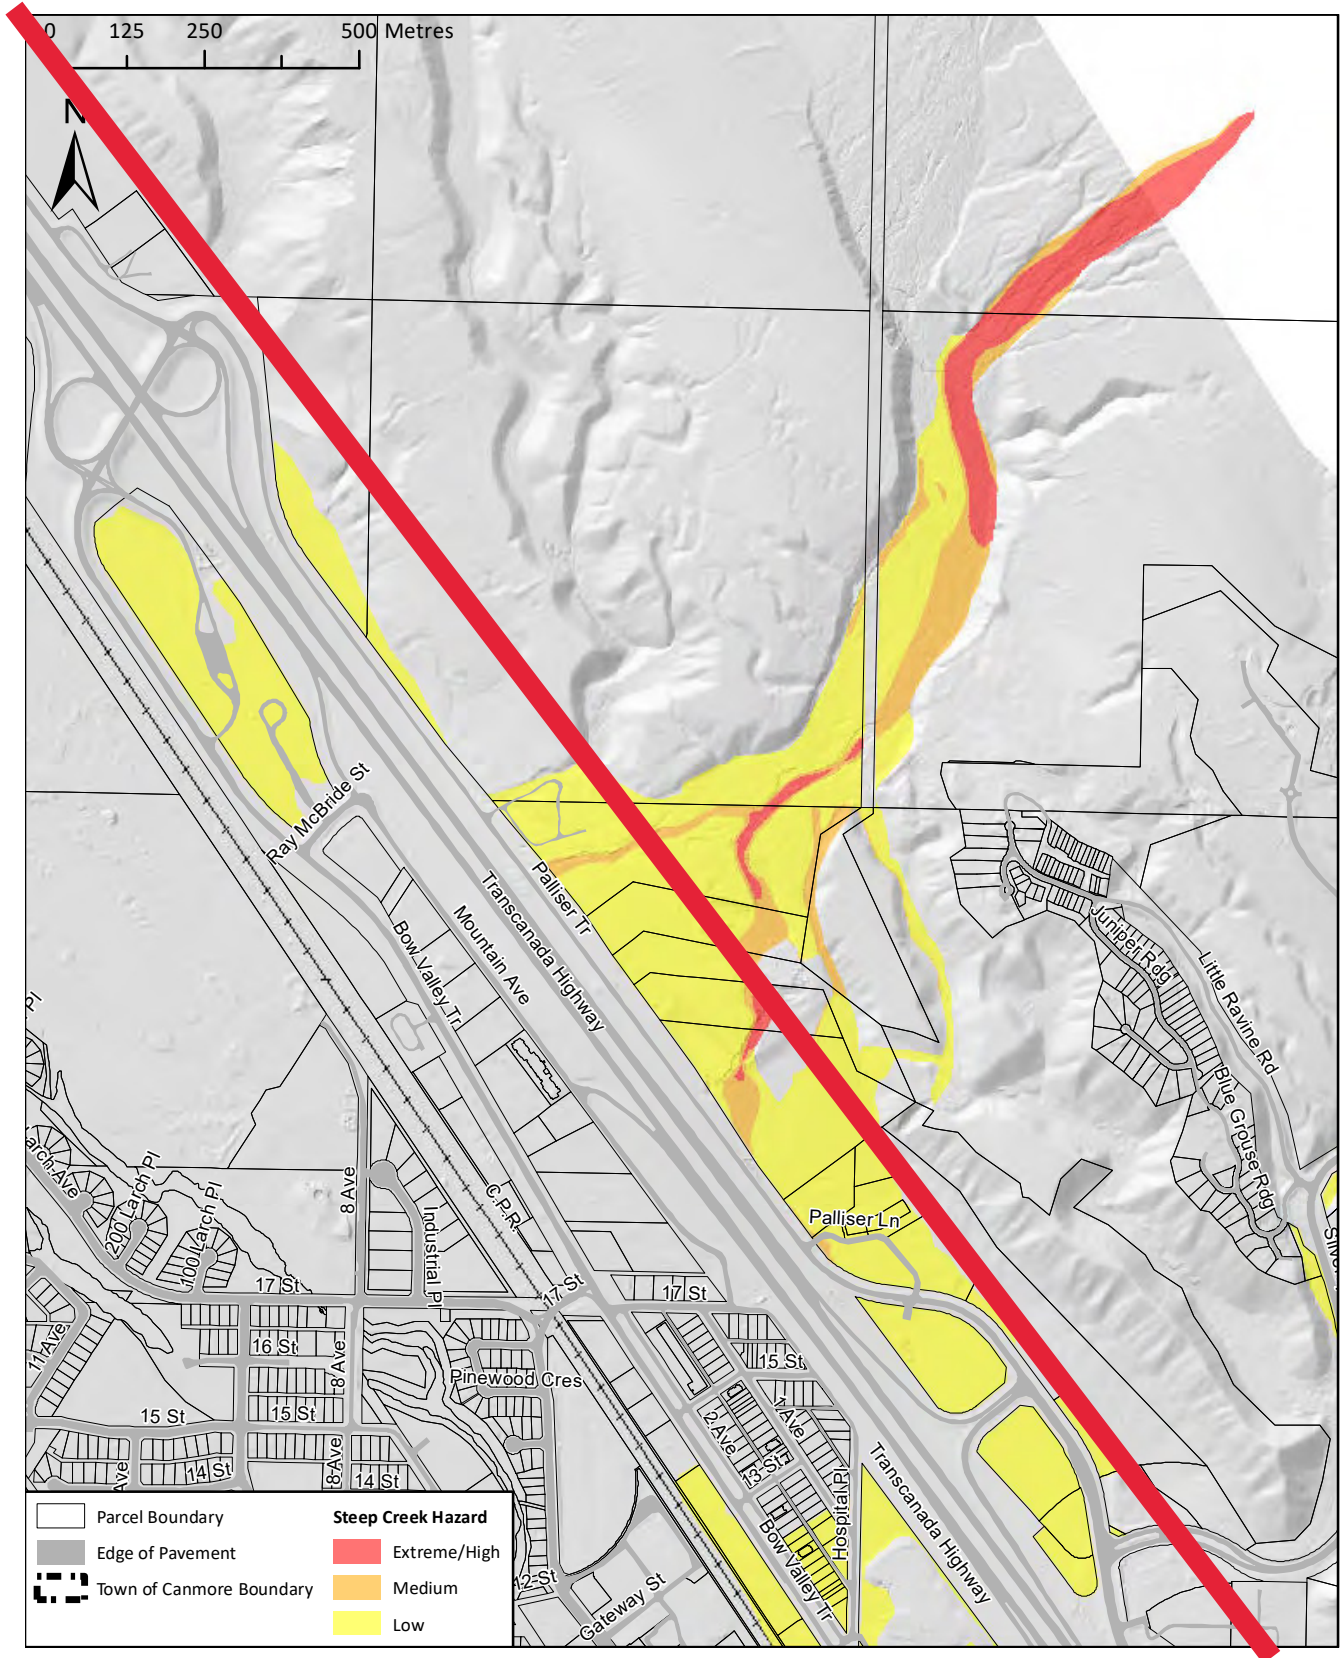 0 125 250 500 Metres
N
Ray McBride St
Palliser Tr
Transcanada Highway
Mountain Ave
Bow Valley Tr
Juniper Rdg
Little Ravine Rd
Blue Grouse Rdg
Pl
arch Ave
200 Larch Pl
100 Larch Pl
8 Ave
Industrial Pl
C.P.R.
Palliser Ln
17 St
17 St
17 St
11 Ave
16 St
8 Ave
15 St
Pinewood Cres
15 St
15 St
1 Ave
2 Ave
13 St
14 St
8 Ave
14 St
Ave
Hospital Pl
Transcanada Highway
Bow Valley Tr
12 St
Gateway St
Parcel Boundary
Edge of Pavement
Town of Canmore Boundary
Steep Creek Hazard
Extreme/High
Medium
Low